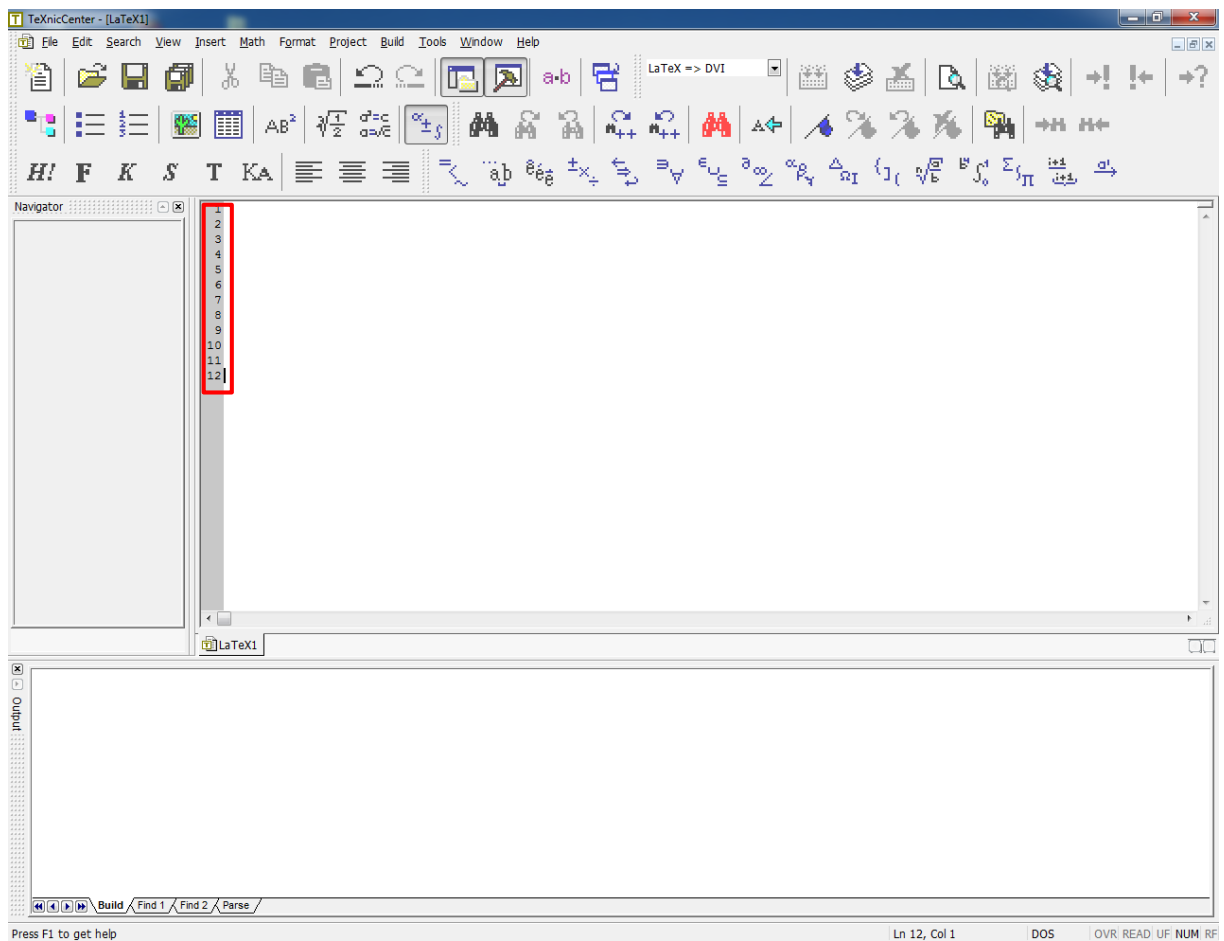 TeXnicCenter - [LaTeX1]
File Edit Search View Insert Math Format Project Build Tools Window Help
a-b LaTeX => DVI
AB²
H! F K S T KA
Navigator
1
2
3
4
5
6
7
8
9
10
11
12
LaTeX1
Output
Build Find 1 Find 2 Parse
Press F1 to get help Ln 12, Col 1 DOS OVR READ UF NUM RF